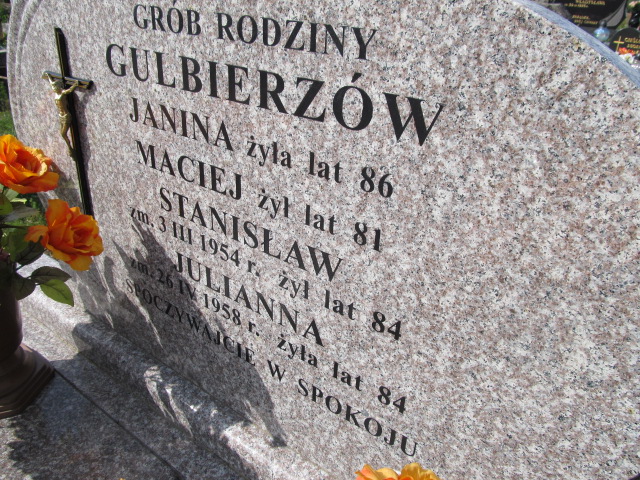 GRÓB RODZINY
GULBIERZÓW
JANINA żyła lat 86
MACIEJ żył lat 81
STANISŁAW
zm. 3 III 1954 r. żył lat 84
JULIANNA
zm. 26 IV 1958 r. żyła lat 84
SPOCZYWAJCIE W SPOKOJU